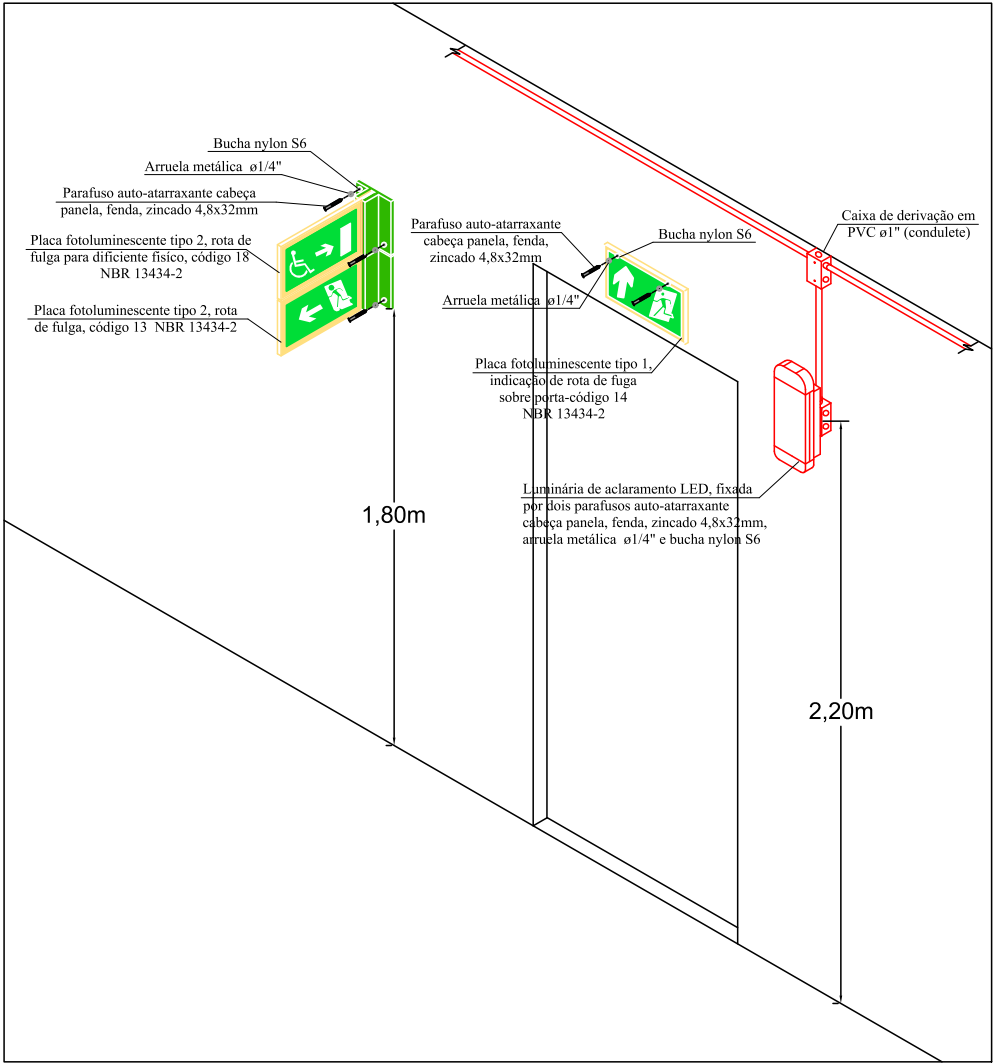 Bucha nylon S6
Arruela metálica ø1/4"
Parafuso auto-atarraxante cabeça
panela, fenda, zincado 4,8x32mm
Placa fotoluminescente tipo 2, rota de
fulga para dificiente fisíco, código 18
NBR 13434-2
Placa fotoluminescente tipo 2, rota
de fulga, código 13 NBR 13434-2
1,80m
Parafuso auto-atarraxante
cabeça panela, fenda,
zincado 4,8x32mm
Bucha nylon S6
Arruela metálica ø1/4"
Placa fotoluminescente tipo 1,
indicação de rota de fuga
sobre porta-código 14
NBR 13434-2
Caixa de derivação em
PVC ø1" (condulete)
Luminária de aclaramento LED, fixada
por dois parafusos auto-atarraxante
cabeça panela, fenda, zincado 4,8x32mm,
arruela metálica ø1/4" e bucha nylon S6
2,20m